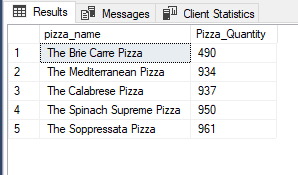 Results Messages Client Statistics
pizza_name Pizza_Quantity
1 The Brie Carre Pizza 490
2 The Mediterranean Pizza 934
3 The Calabrese Pizza 937
4 The Spinach Supreme Pizza 950
5 The Soppressata Pizza 961